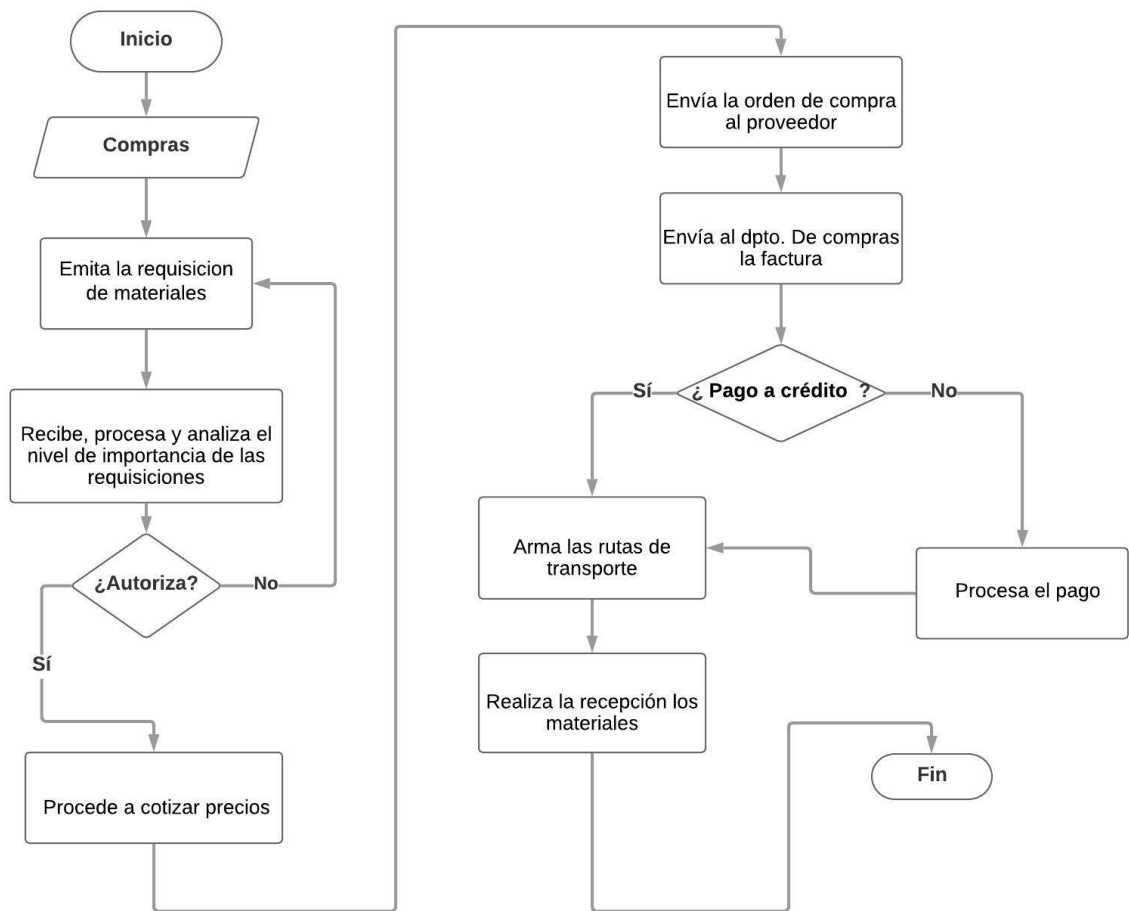 Inicio
Compras
Emita la requisicion
de materiales
Recibe, procesa y analiza el
nivel de importancia de las
requisiciones
¿Autoriza?
No
Sí
Procede a cotizar precios
Envía la orden de compra
al proveedor
Envía al dpto. De compras
la factura
¿ Pago a crédito ?
Sí
No
Arma las rutas de
transporte
Procesa el pago
Realiza la recepción los
materiales
Fin